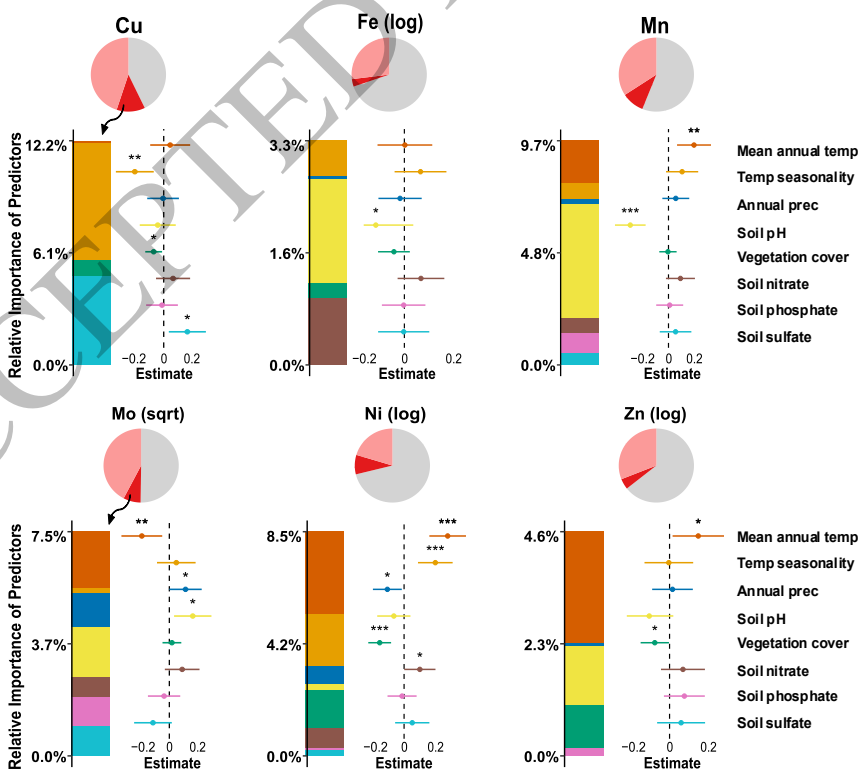 CCEPTED
Cu
Fe (log)
Mn
Relative Importance of Predictors
12.2%
6.1%
0.0%
**
*
*
−0.2
0
0.2
Estimate
3.3%
1.6%
0.0%
*
−0.2
0
0.2
Estimate
9.7%
4.8%
0.0%
**
***
−0.2
0
0.2
Estimate
Mean annual temp
Temp seasonality
Annual prec
Soil pH
Vegetation cover
Soil nitrate
Soil phosphate
Soil sulfate
Mo (sqrt)
Ni (log)
Zn (log)
Relative Importance of Predictors
7.5%
3.7%
0.0%
**
*
*
−0.2
0
0.2
Estimate
8.5%
4.2%
0.0%
***
***
*
***
*
−0.2
0
0.2
Estimate
4.6%
2.3%
0.0%
*
*
−0.2
0
0.2
Estimate
Mean annual temp
Temp seasonality
Annual prec
Soil pH
Vegetation cover
Soil nitrate
Soil phosphate
Soil sulfate